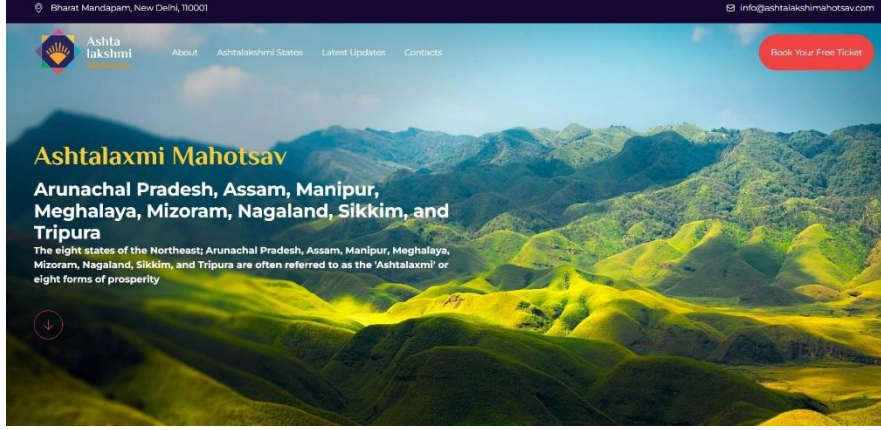 Bharat Mandapam, New Delhi, 110001
info@ashtalakshimahotsav.com
Ashta
lakshmi
Mahotsav
About
Ashtalakshmi States
Latest Updates
Contacts
Book Your Free Ticket
Ashtalaxmi Mahotsav
Arunachal Pradesh, Assam, Manipur,
Meghalaya, Mizoram, Nagaland, Sikkim, and
Tripura
The eight states of the Northeast; Arunachal Pradesh, Assam, Manipur, Meghalaya,
Mizoram, Nagaland, Sikkim, and Tripura are often referred to as the 'Ashtalaxmi' or
eight forms of prosperity